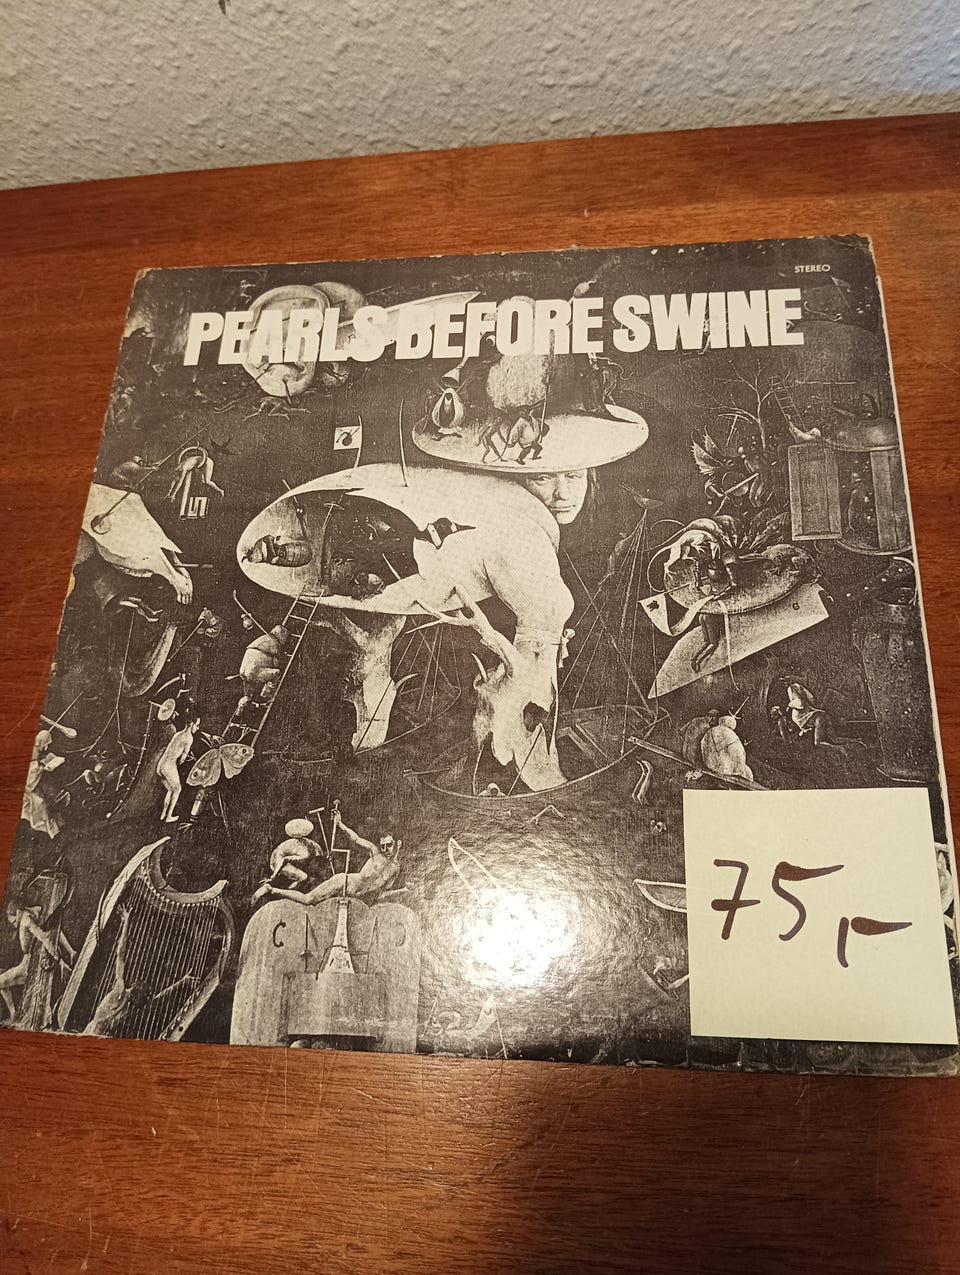 STEREO
PEARLS BEFORE SWINE
75,-